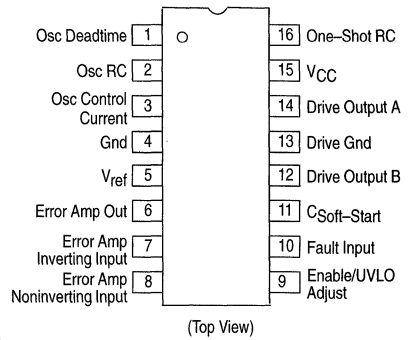 Osc Deadtime 1
Osc RC 2
Osc Control
Current 3
Gnd 4
Vref 5
Error Amp Out 6
Error Amp
Inverting Input 7
Error Amp
Noninverting Input 8
16 One–Shot RC
15 VCC
14 Drive Output A
13 Drive Gnd
12 Drive Output B
11 CSoft–Start
10 Fault Input
9 Enable/UVLO
Adjust
(Top View)